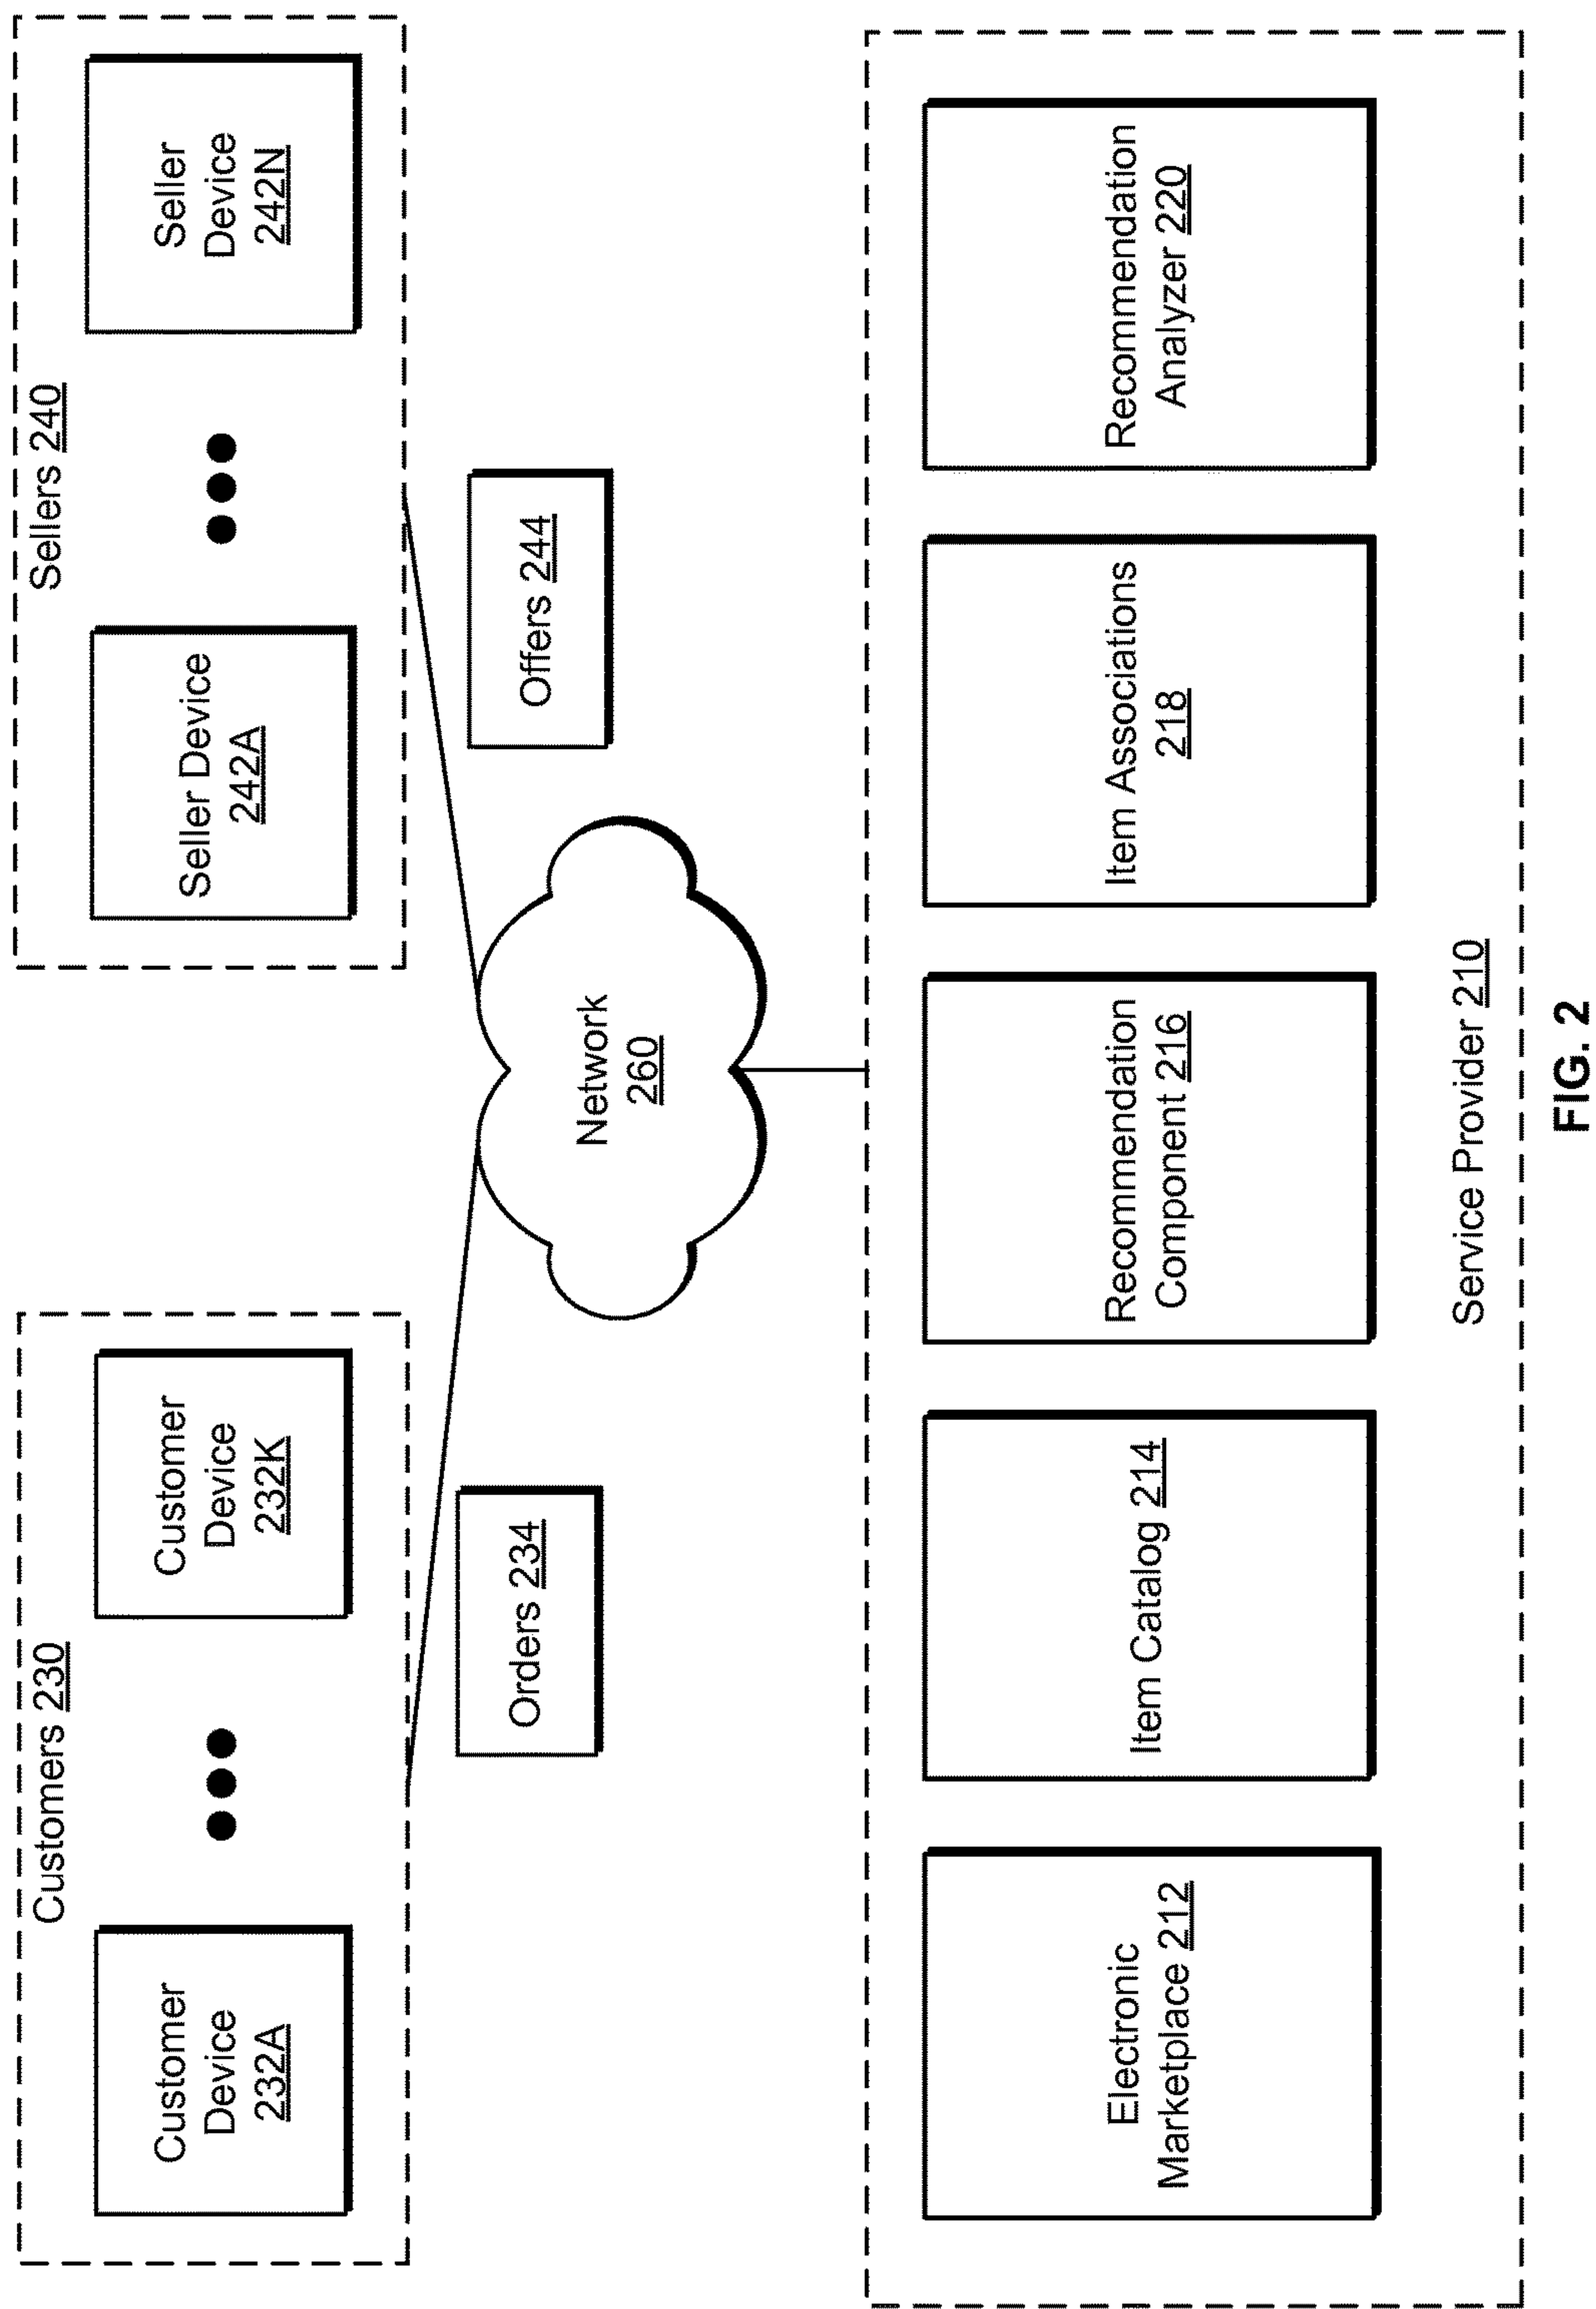 Customers 230
Customer
Device
232A
Customer
Device
232K
Sellers 240
Seller Device
242A
Seller
Device
242N
Orders 234
Offers 244
Network
260
Electronic
Marketplace 212
Item Catalog 214
Recommendation
Component 216
Item Associations
218
Recommendation
Analyzer 220
Service Provider 210
FIG. 2